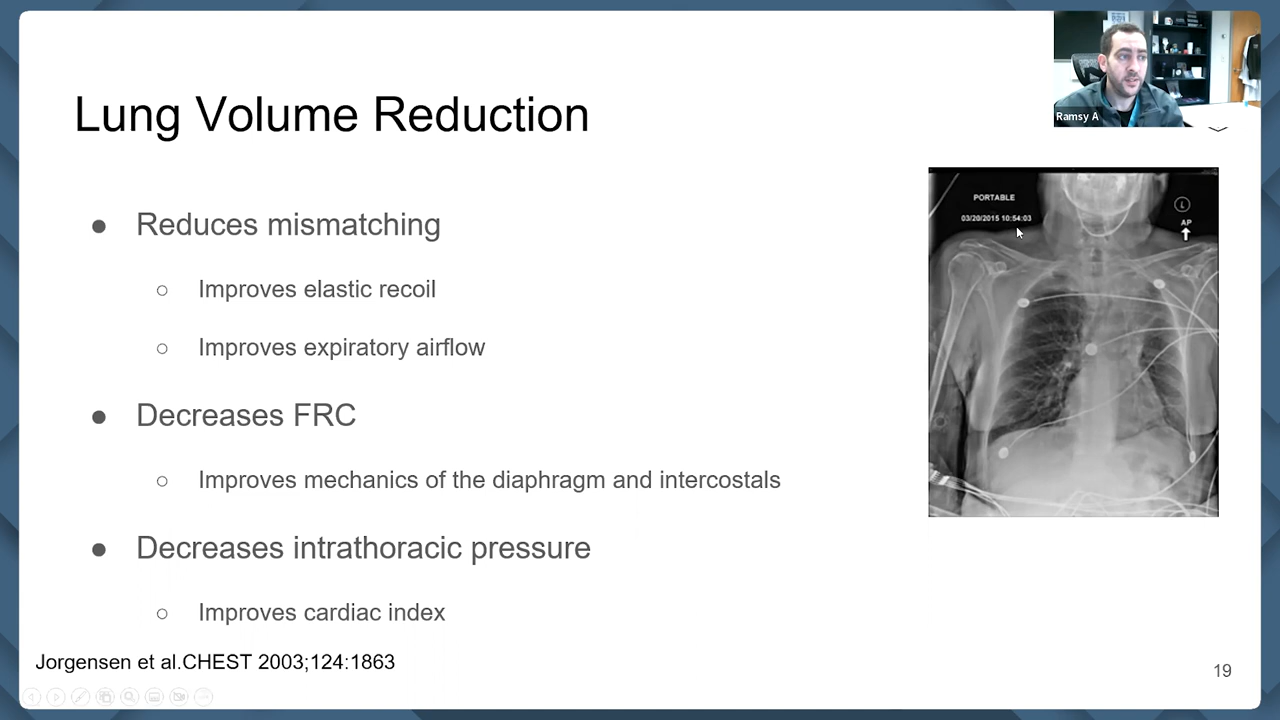 Lung Volume Reduction
Ramsy A
● Reduces mismatching
○ Improves elastic recoil
○ Improves expiratory airflow
● Decreases FRC
○ Improves mechanics of the diaphragm and intercostals
● Decreases intrathoracic pressure
○ Improves cardiac index
PORTABLE
03/20/2015 10:54:03
L
AP
Jorgensen et al.CHEST 2003;124:1863
19